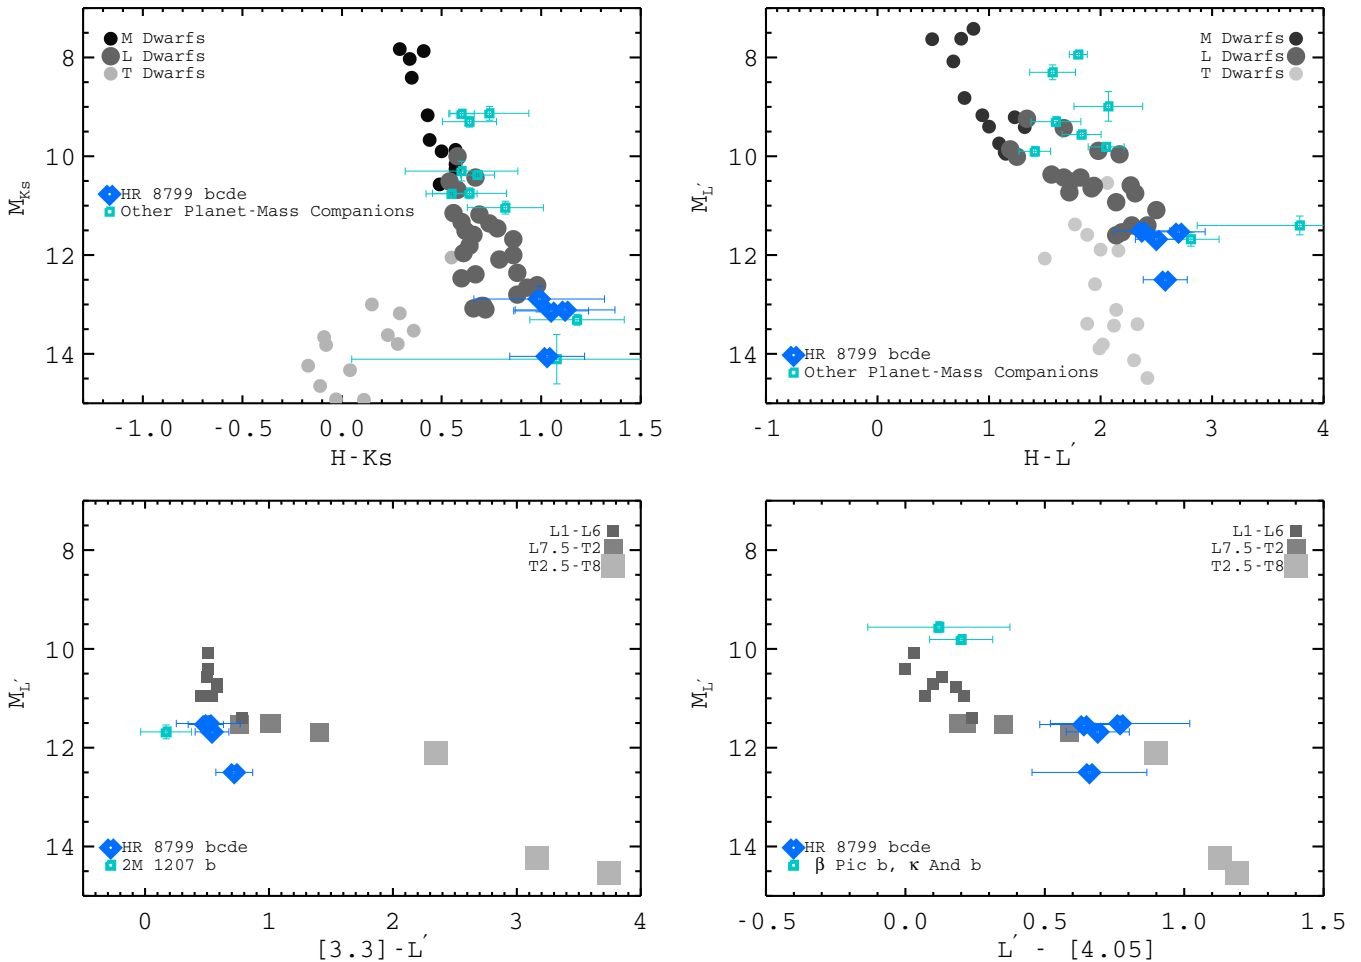 8
10
12
14
M_Ks
M Dwarfs
L Dwarfs
T Dwarfs
HR 8799 bcde
Other Planet-Mass Companions
-1.0 -0.5 0.0 0.5 1.0 1.5
H-Ks
8
10
12
14
M_L′
M Dwarfs
L Dwarfs
T Dwarfs
HR 8799 bcde
Other Planet-Mass Companions
-1 0 1 2 3 4
H-L′
8
10
12
14
M_L′
L1-L6
L7.5-T2
T2.5-T8
HR 8799 bcde
2M 1207 b
0 1 2 3 4
[3.3]-L′
8
10
12
14
M_L′
L1-L6
L7.5-T2
T2.5-T8
HR 8799 bcde
β Pic b, κ And b
-0.5 0.0 0.5 1.0 1.5
L′ - [4.05]